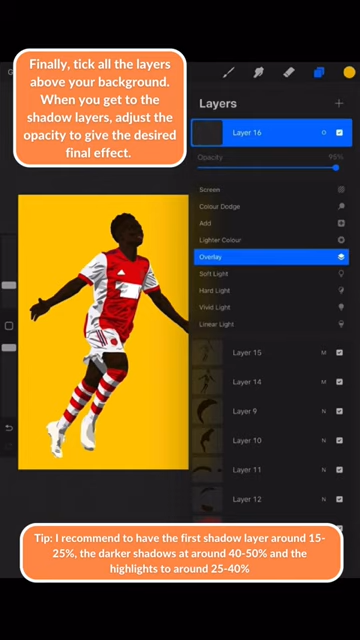 Finally, tick all the layers
above your background.
When you get to the
shadow layers, adjust the
opacity to give the desired
final effect.
Layers
Layer 16
O
Opacity
95%
Screen
Colour Dodge
Add
Lighter Colour
Overlay
Soft Light
Hard Light
Vivid Light
Linear Light
Layer 15
M
Layer 14
M
Layer 9
N
Layer 10
N
Layer 11
N
Layer 12
N
Tip: I recommend to have the first shadow layer around 15-
25%, the darker shadows at around 40-50% and the
highlights to around 25-40%